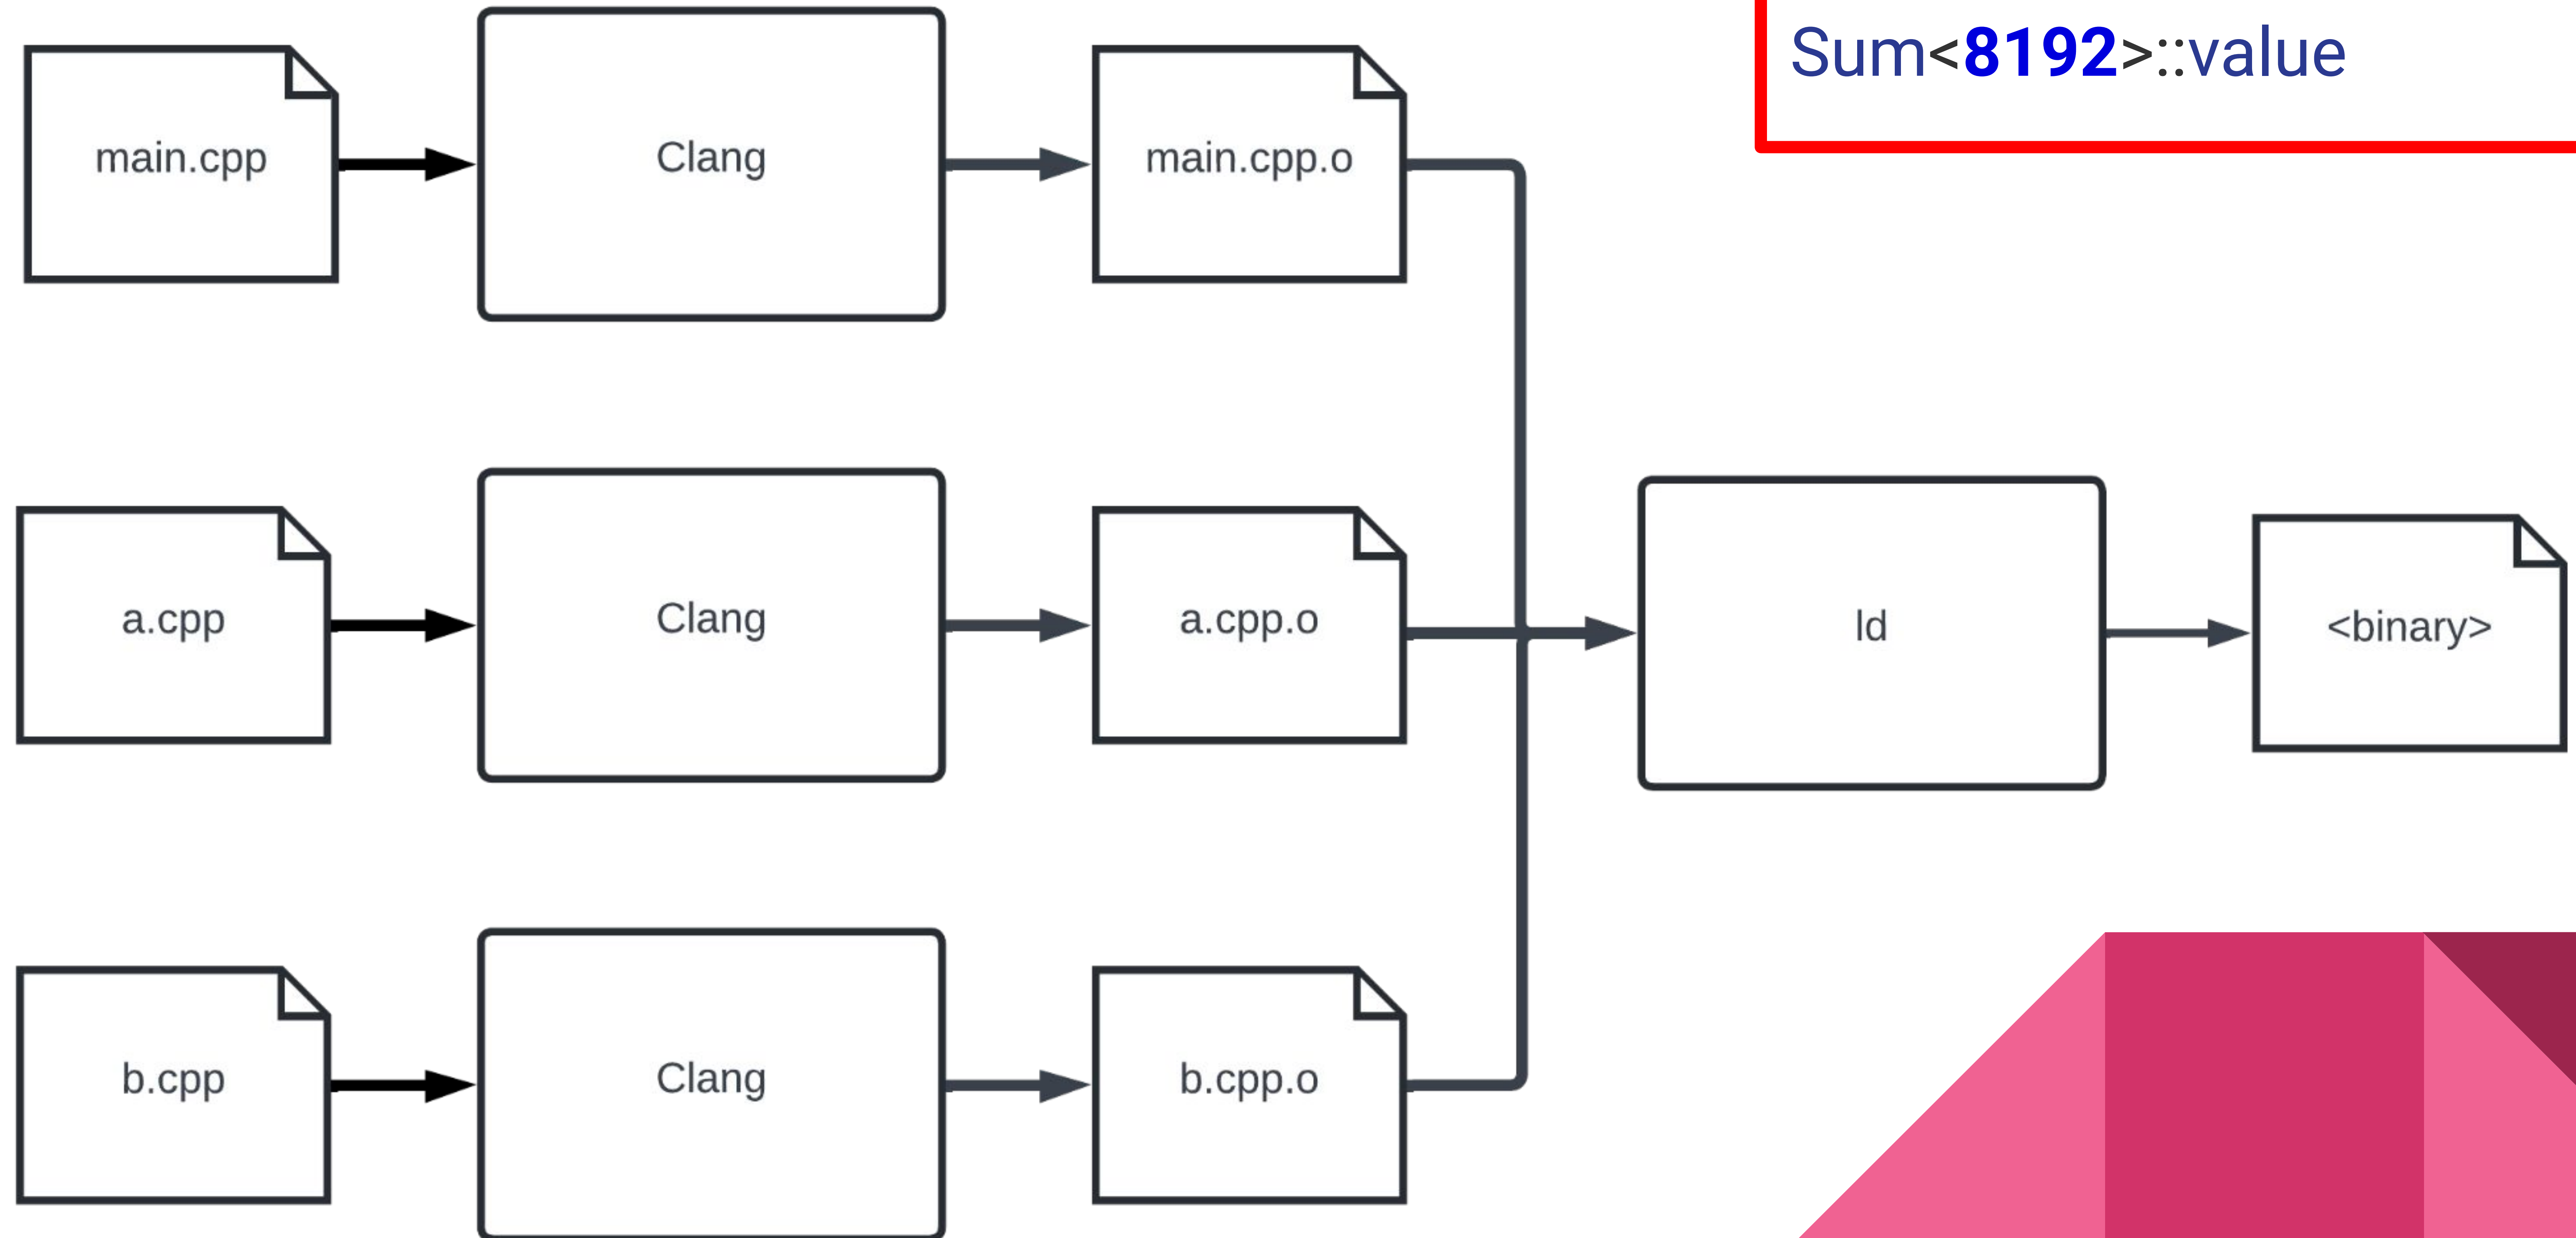 Sum<8192>::value
main.cpp
Clang
main.cpp.o
a.cpp
Clang
a.cpp.o
ld
<binary>
b.cpp
Clang
b.cpp.o